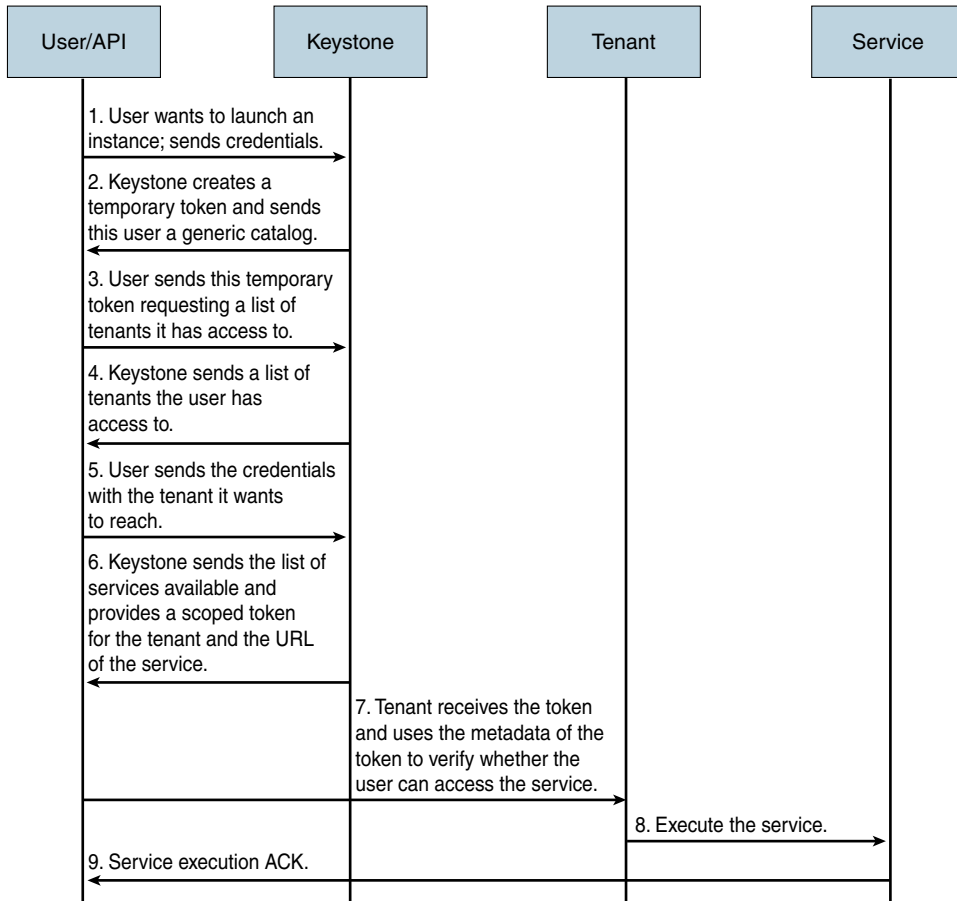 User/API
Keystone
Tenant
Service
1. User wants to launch an
instance; sends credentials.
2. Keystone creates a
temporary token and sends
this user a generic catalog.
3. User sends this temporary
token requesting a list of
tenants it has access to.
4. Keystone sends a list of
tenants the user has
access to.
5. User sends the credentials
with the tenant it wants
to reach.
6. Keystone sends the list of
services available and
provides a scoped token
for the tenant and the URL
of the service.
7. Tenant receives the token
and uses the metadata of the
token to verify whether the
user can access the service.
8. Execute the service.
9. Service execution ACK.